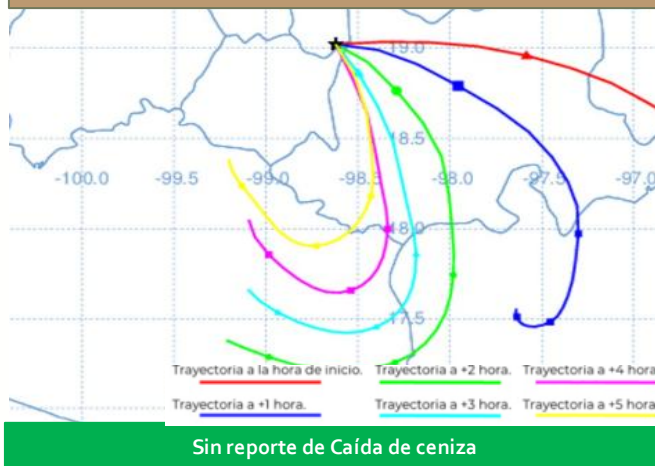 19.0
18.5
-100.0 -99.5 -99.0 -98.5 -98.0 -97.5 -97.0
18.0
17.5
Trayectoria a la hora de inicio. Trayectoria a +2 hora. Trayectoria a +4 hora
Trayectoria a +1 hora. Trayectoria a +3 hora. Trayectoria a +5 hora
Sin reporte de Caída de ceniza